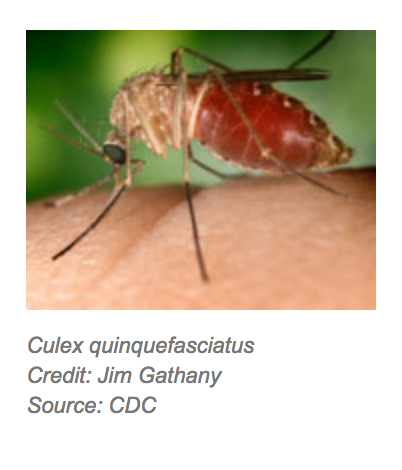 Culex quinquefasciatus
Credit: Jim Gathany
Source: CDC